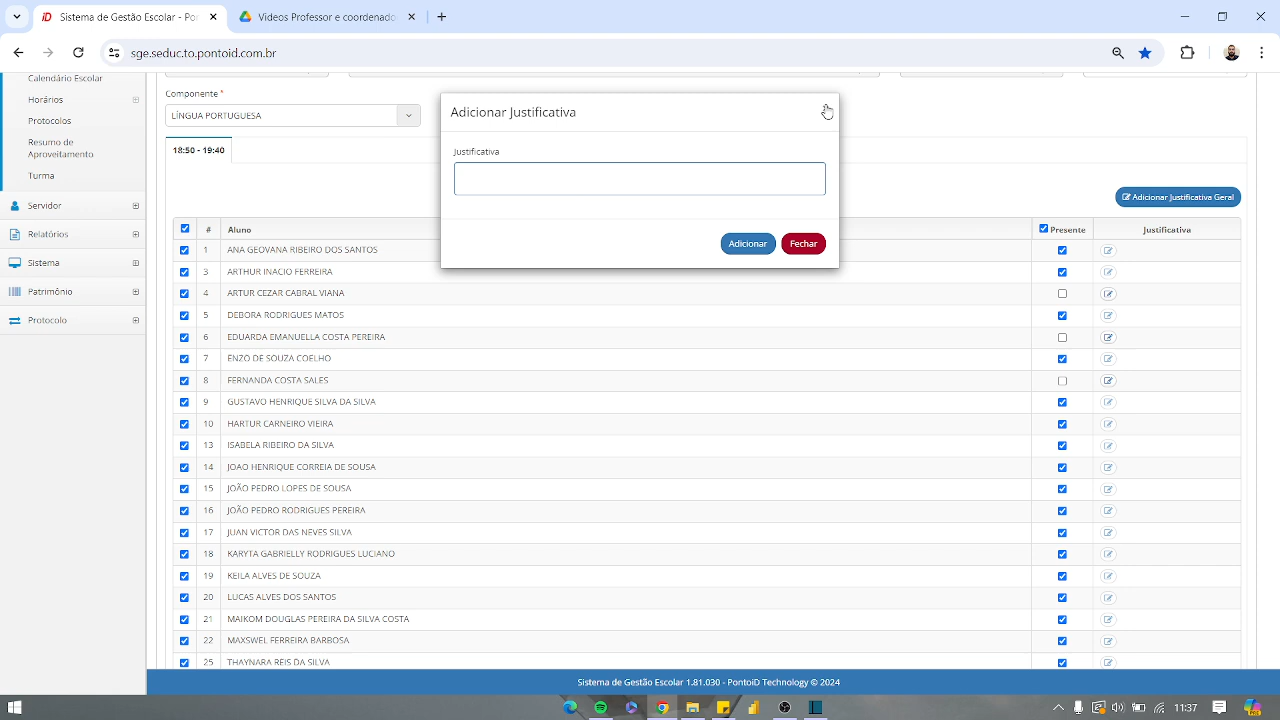 Sistema de Gestão Escolar - Po
Vídeos Professor e coordenado
sge.seduc.to.pontoid.com.br
Calendário Escolar
Horários
Protocolos
Resumo de
Aproveitamento
Turma
Servidor
Relatórios
Sistema
Patrimônio
Protocolo
Componente *
LÍNGUA PORTUGUESA
18:50 - 19:40
Adicionar Justificativa
Justificativa
Adicionar
Fechar
Adicionar Justificativa Geral
# Aluno Presente Justificativa
1 ANA GEOVANA RIBEIRO DOS SANTOS
3 ARTHUR INACIO FERREIRA
4 ARTUR CEZAR CABRAL VIANA
5 DEBORA RODRIGUES MATOS
6 EDUARDA EMANUELLA COSTA PEREIRA
7 ENZO DE SOUZA COELHO
8 FERNANDA COSTA SALES
9 GUSTAVO HENRIQUE SILVA DA SILVA
10 HARTUR CARNEIRO VIEIRA
13 ISABELA RIBEIRO DA SILVA
14 JOAO HENRIQUE CORREIA DE SOUSA
15 JOÃO PEDRO LOPES DE SOUSA
16 JOÃO PEDRO RODRIGUES PEREIRA
17 JUAN VICTOR DAS NEVES SILVA
18 KARYTA GABRIELLY RODRIGUES LUCIANO
19 KEILA ALVES DE SOUZA
20 LUCAS ALVES DOS SANTOS
21 MAIKOM DOUGLAS PEREIRA DA SILVA COSTA
22 MAXSWEL FERREIRA BARBOSA
25 THAYNARA REIS DA SILVA
Sistema de Gestão Escolar 1.81.030 - PontoiD Technology © 2024
11:37